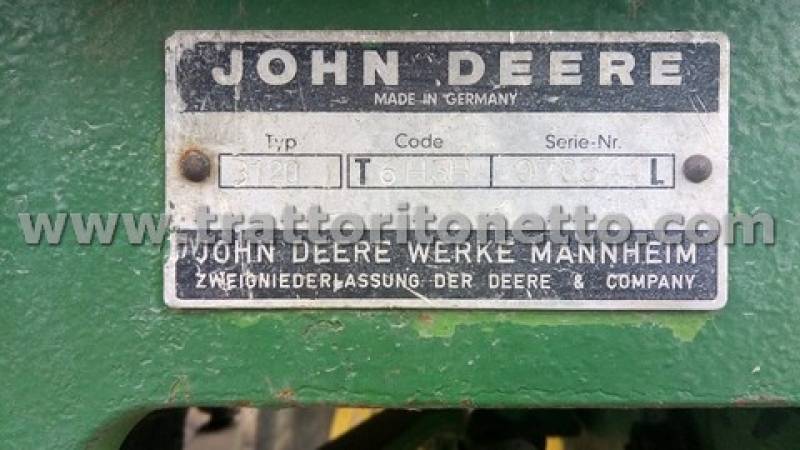 JOHN DEERE
MADE IN GERMANY
Typ Code Serie-Nr.
3120 T L
www.trattoritonetto.com
JOHN DEERE WERKE MANNHEIM
ZWEIGNIEDERLASSUNG DER DEERE & COMPANY